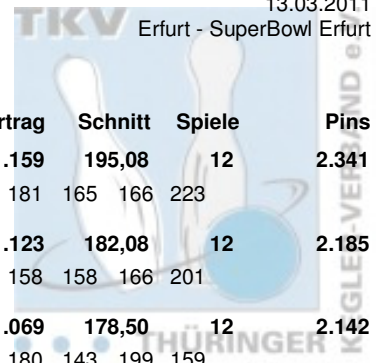 13.03.2011
TKV Erfurt - SuperBowl Erfurt
rtrag Schnitt Spiele Pins
.159 195,08 12 2.341
181 165 166 223
.123 182,08 12 2.185
158 158 166 201
.069 178,50 12 2.142
180 143 199 159
THÜRINGER
KEGLER-VERBAND e.V.